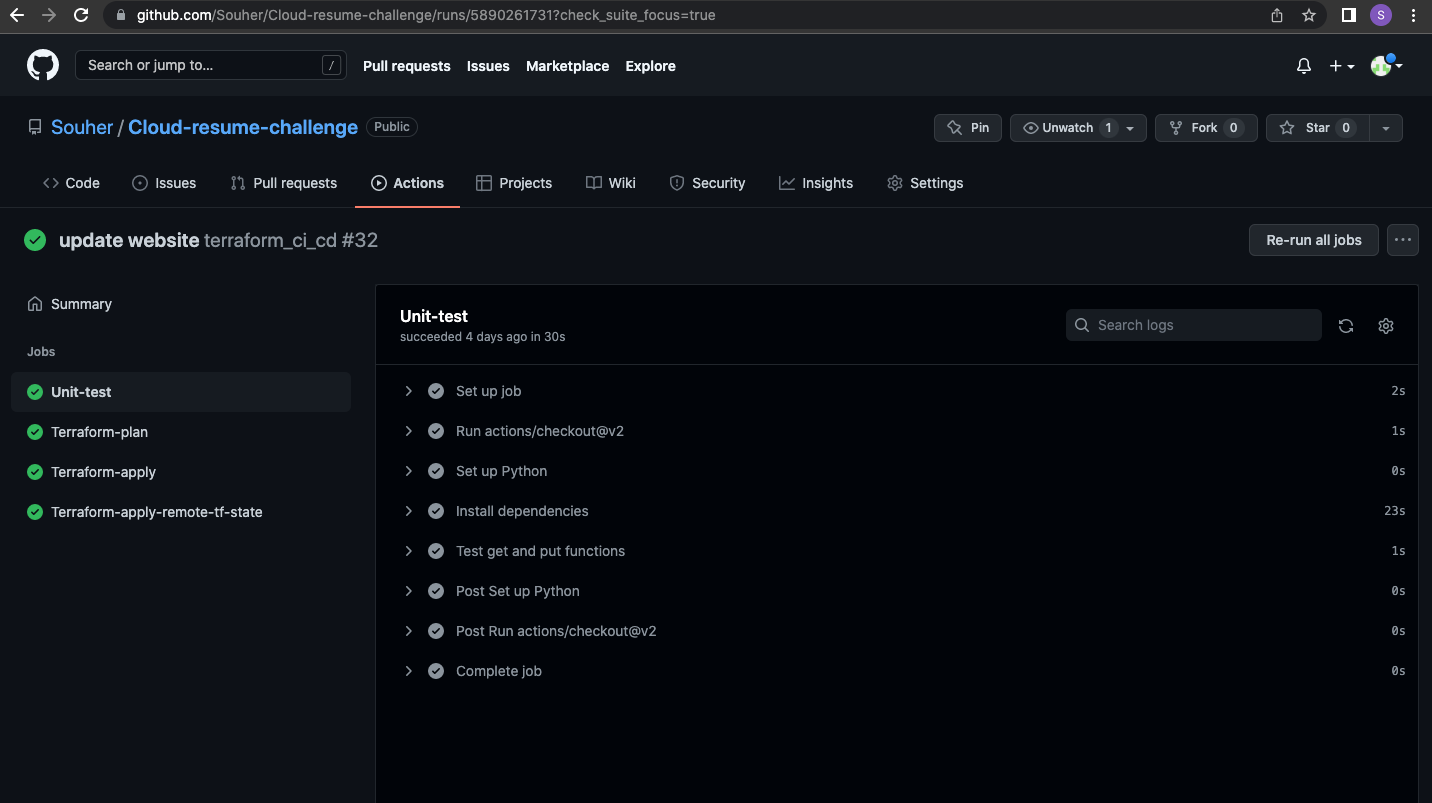 github.com/Souher/Cloud-resume-challenge/runs/5890261731?check_suite_focus=true
S
Search or jump to... /
Pull requests Issues Marketplace Explore
Souher / Cloud-resume-challenge Public
Pin Unwatch 1 Fork 0 Star 0
Code Issues Pull requests Actions Projects Wiki Security Insights Settings
update website terraform_ci_cd #32
Re-run all jobs
Summary
Jobs
Unit-test
Terraform-plan
Terraform-apply
Terraform-apply-remote-tf-state
Unit-test
succeeded 4 days ago in 30s
Search logs
Set up job 2s
Run actions/checkout@v2 1s
Set up Python 0s
Install dependencies 23s
Test get and put functions 1s
Post Set up Python 0s
Post Run actions/checkout@v2 0s
Complete job 0s